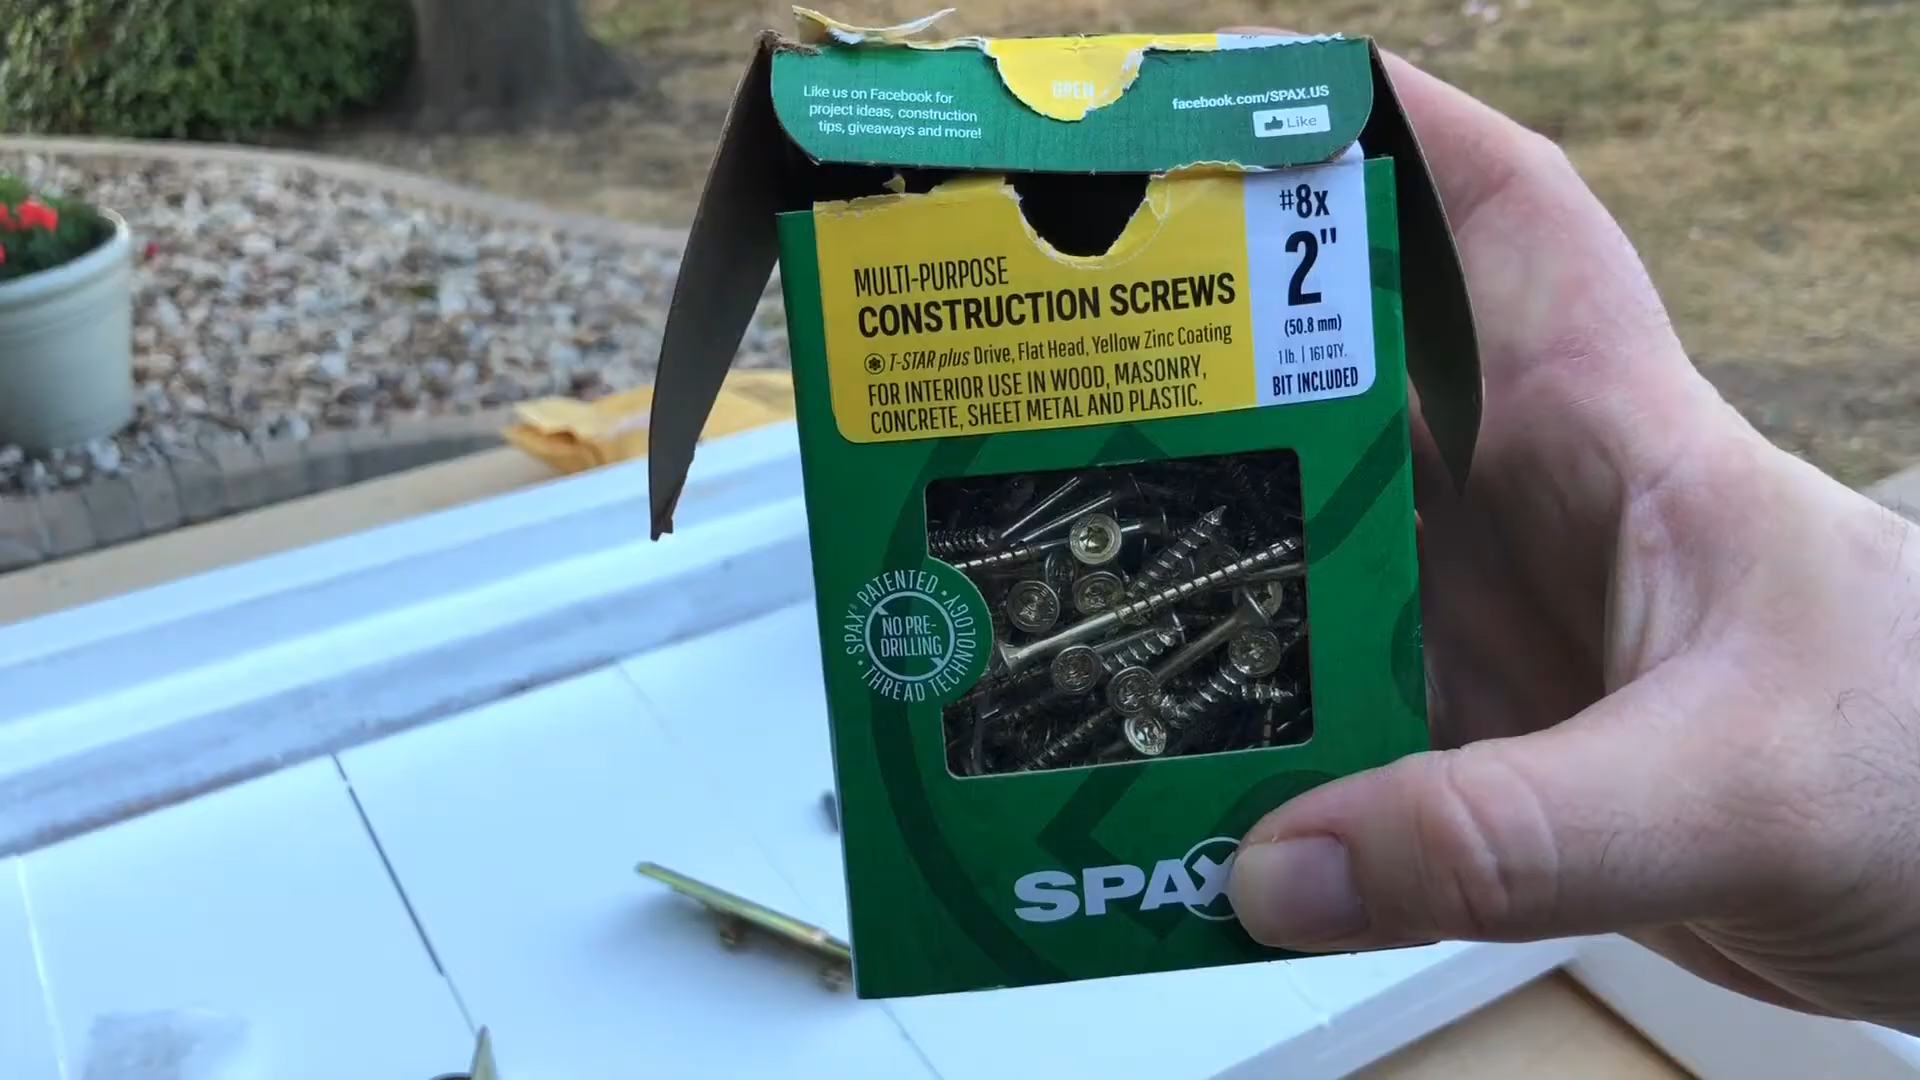 Like us on Facebook for
project ideas, construction
tips, giveaways and more!
OPEN
facebook.com/SPAX.US
Like
#8x
2"
(50.8 mm)
1 lb. | 161 QTY.
BIT INCLUDED
MULTI-PURPOSE
CONSTRUCTION SCREWS
T-STAR plus Drive, Flat Head, Yellow Zinc Coating
FOR INTERIOR USE IN WOOD, MASONRY,
CONCRETE, SHEET METAL AND PLASTIC.
SPAX® PATENTED • THREAD TECHNOLOGY •
NO PRE-
DRILLING
SPAX